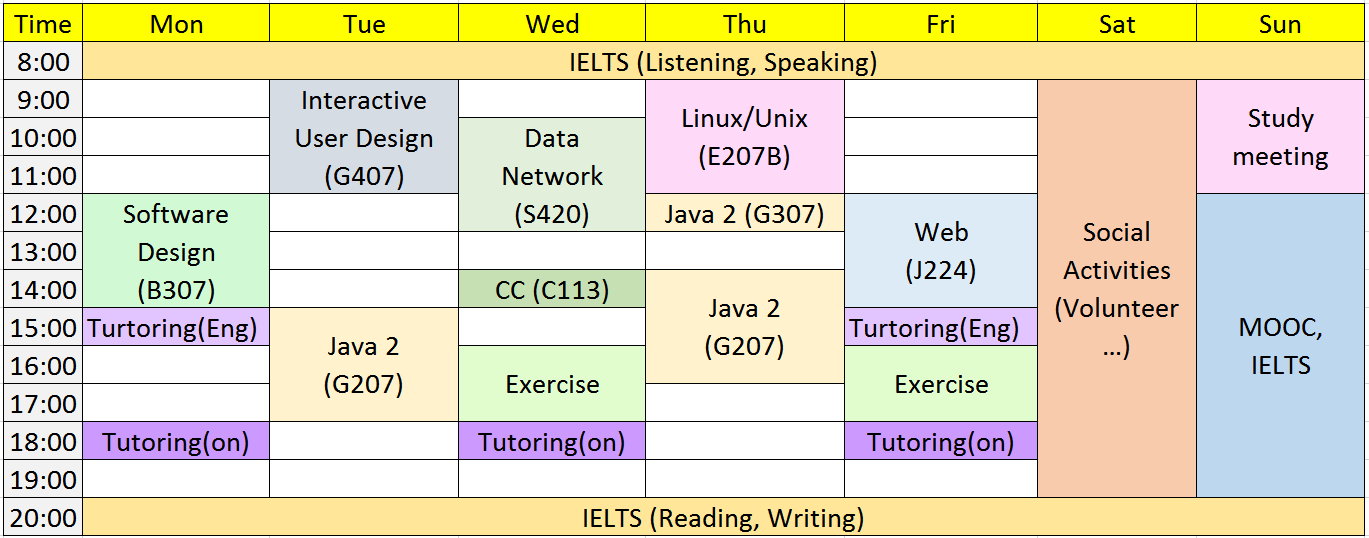 Time Mon Tue Wed Thu Fri Sat Sun
8:00 IELTS (Listening, Speaking)
9:00
10:00
11:00
12:00
13:00
14:00
15:00
16:00
17:00
18:00
19:00
Software
Design
(B307)
Turtoring(Eng)
Tutoring(on)
Interactive
User Design
(G407)
Java 2
(G207)
Data
Network
(S420)
CC (C113)
Exercise
Tutoring(on)
Linux/Unix
(E207B)
Java 2 (G307)
Java 2
(G207)
Web
(J224)
Turtoring(Eng)
Exercise
Tutoring(on)
Social
Activities
(Volunteer
...)
Study
meeting
MOOC,
IELTS
20:00 IELTS (Reading, Writing)